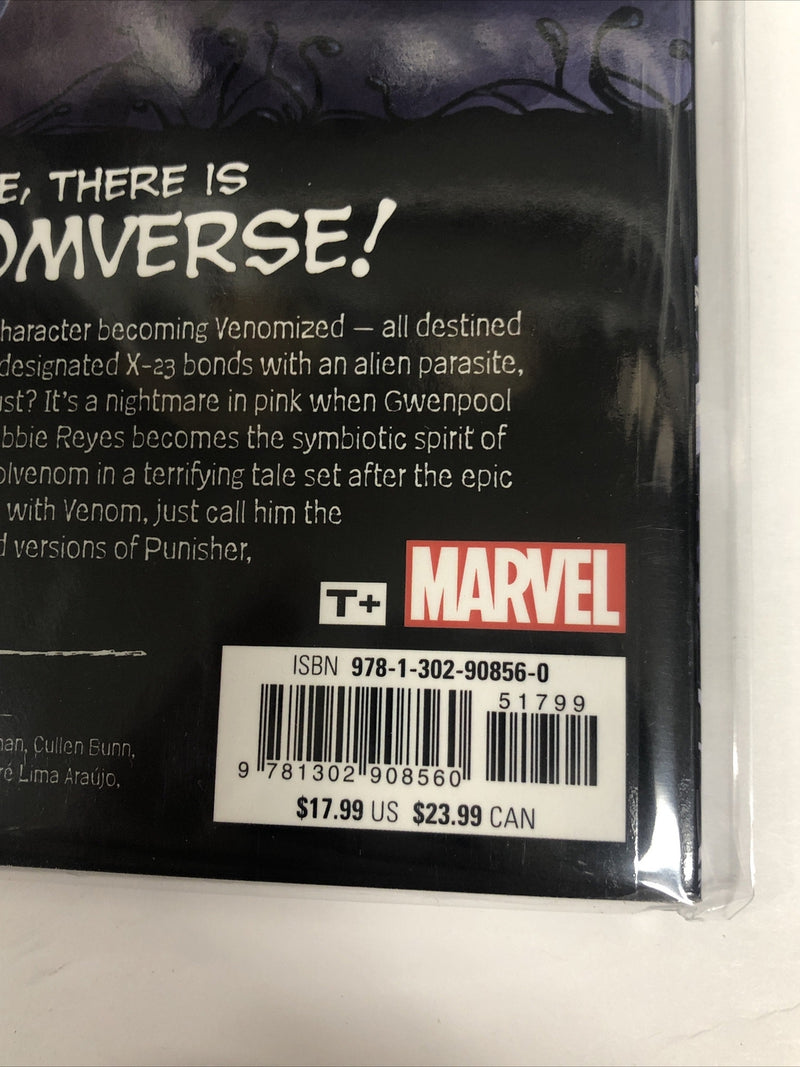 E, THERE IS
OMVERSE!
haracter becoming Venomized – all destined
designated X-23 bonds with an alien parasite,
ust? It's a nightmare in pink when Gwenpool
bbie Reyes becomes the symbiotic spirit of
olvenom in a terrifying tale set after the epic
with Venom, just call him the
d versions of Punisher,
T+
MARVEL
ISBN 978-1-302-90856-0
51799
9 781302 908560
$17.99 US $23.99 CAN
nan, Cullen Bunn,
ré Lima Araújo,